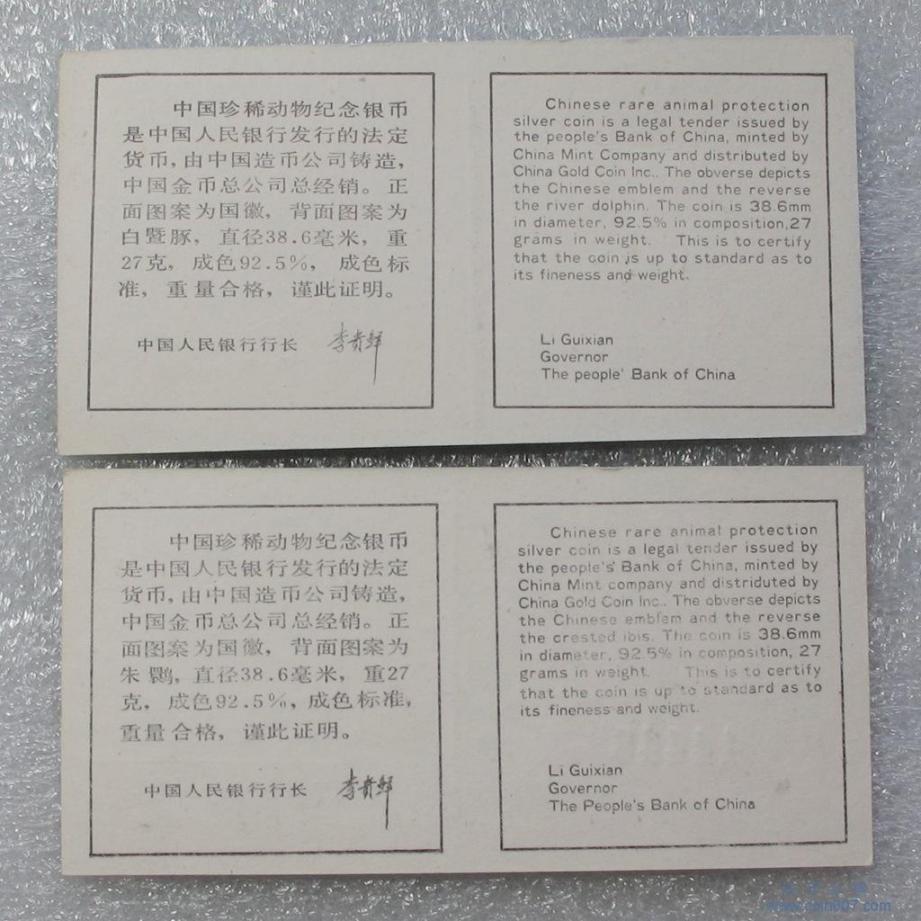 中国珍稀动物纪念银币
是中国人民银行发行的法定
货币，由中国造币公司铸造，
中国金币总公司总经销。正
面图案为国徽，背面图案为
白暨豚，直径38.6毫米，重
27克，成色92.5%，成色标
准，重量合格，谨此证明。
中国人民银行行长 李贵鲜
Chinese rare animal protection
silver coin is a legal tender issued by
the people's Bank of China, minted by
China Mint Company and distributed by
China Gold Coin Inc.. The obverse depicts
the Chinese emblem and the reverse
the river dolphin. The coin is 38.6mm
in diameter, 92.5% in composition,27
grams in weight. This is to certify
that the coin is up to standard as to
its fineness and weight.
Li Guixian
Governor
The people' Bank of China
中国珍稀动物纪念银币
是中国人民银行发行的法定
货币，由中国造币公司铸造，
中国金币总公司总经销。正
面图案为国徽，背面图案为
朱鹮，直径38.6毫米，重27
克，成色92.5%，成色标准，
重量合格，谨此证明。
中国人民银行行长 李贵鲜
Chinese rare animal protection
silver coin is a legal tender issued by
the people's Bank of China, minted by
China Mint company and distriduted by
China Gold Coin Inc.. The obverse depicts
the Chinese emblem and the reverse
the crested ibis. The coin is 38.6mm
in diameter, 92.5% in composition, 27
grams in weight. This is to certify
that the coin is up to standard as to
its fineness and weight.
Li Guixian
Governor
The People's Bank of China
www.coin007.com